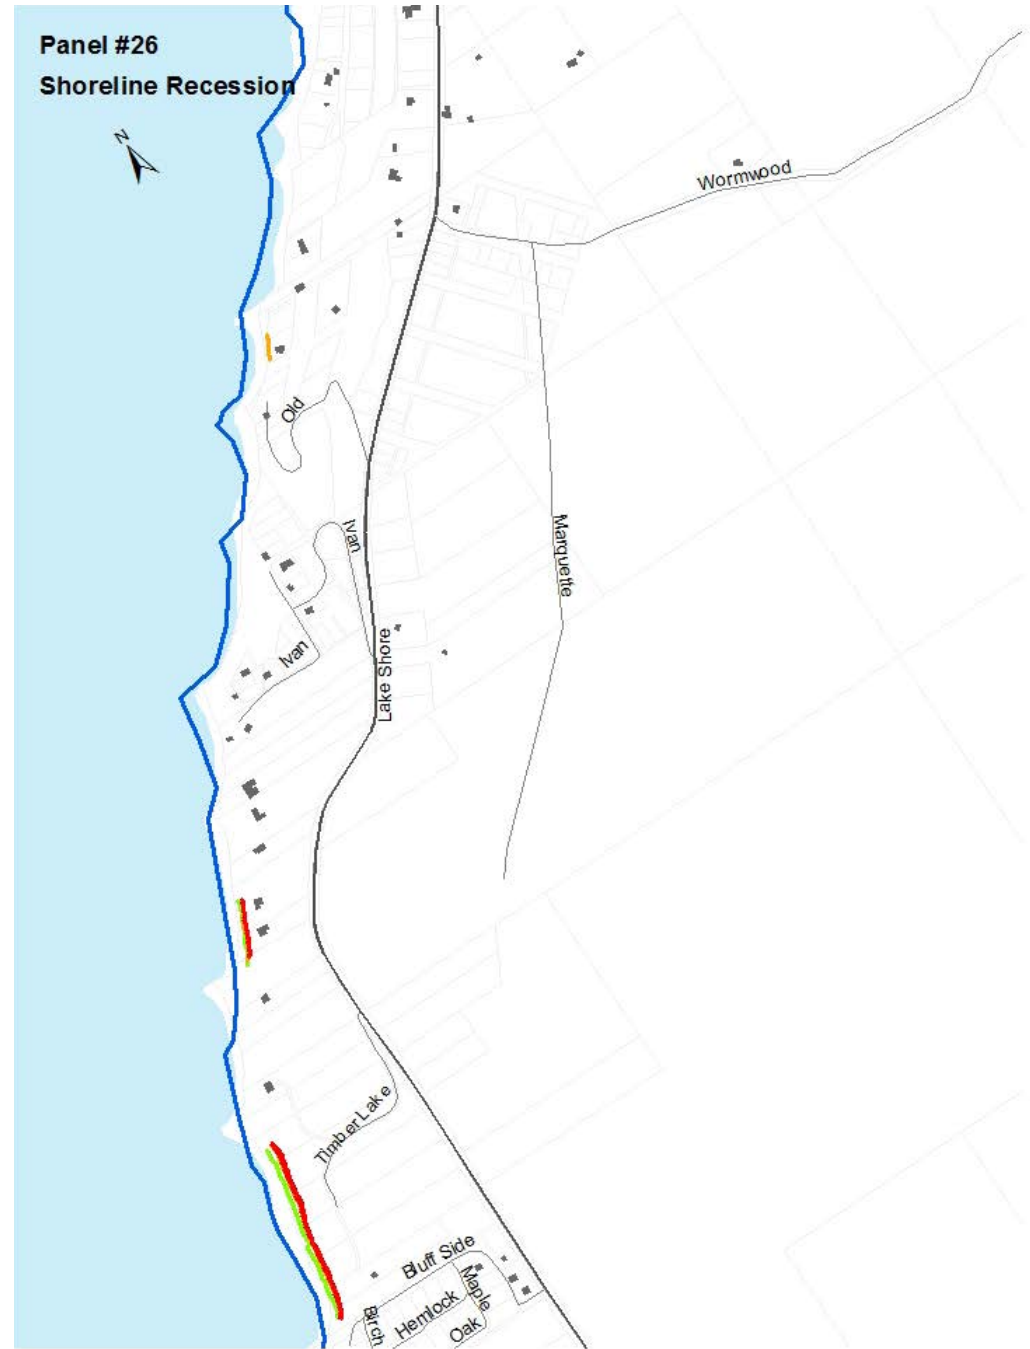 Panel #26
Shoreline Recession
N
Wormwood
Old
Ivan
Marquette
Ivan
Lake Shore
Timber Lake
Bluff Side
Maple
Hemlock
Birch
Oak